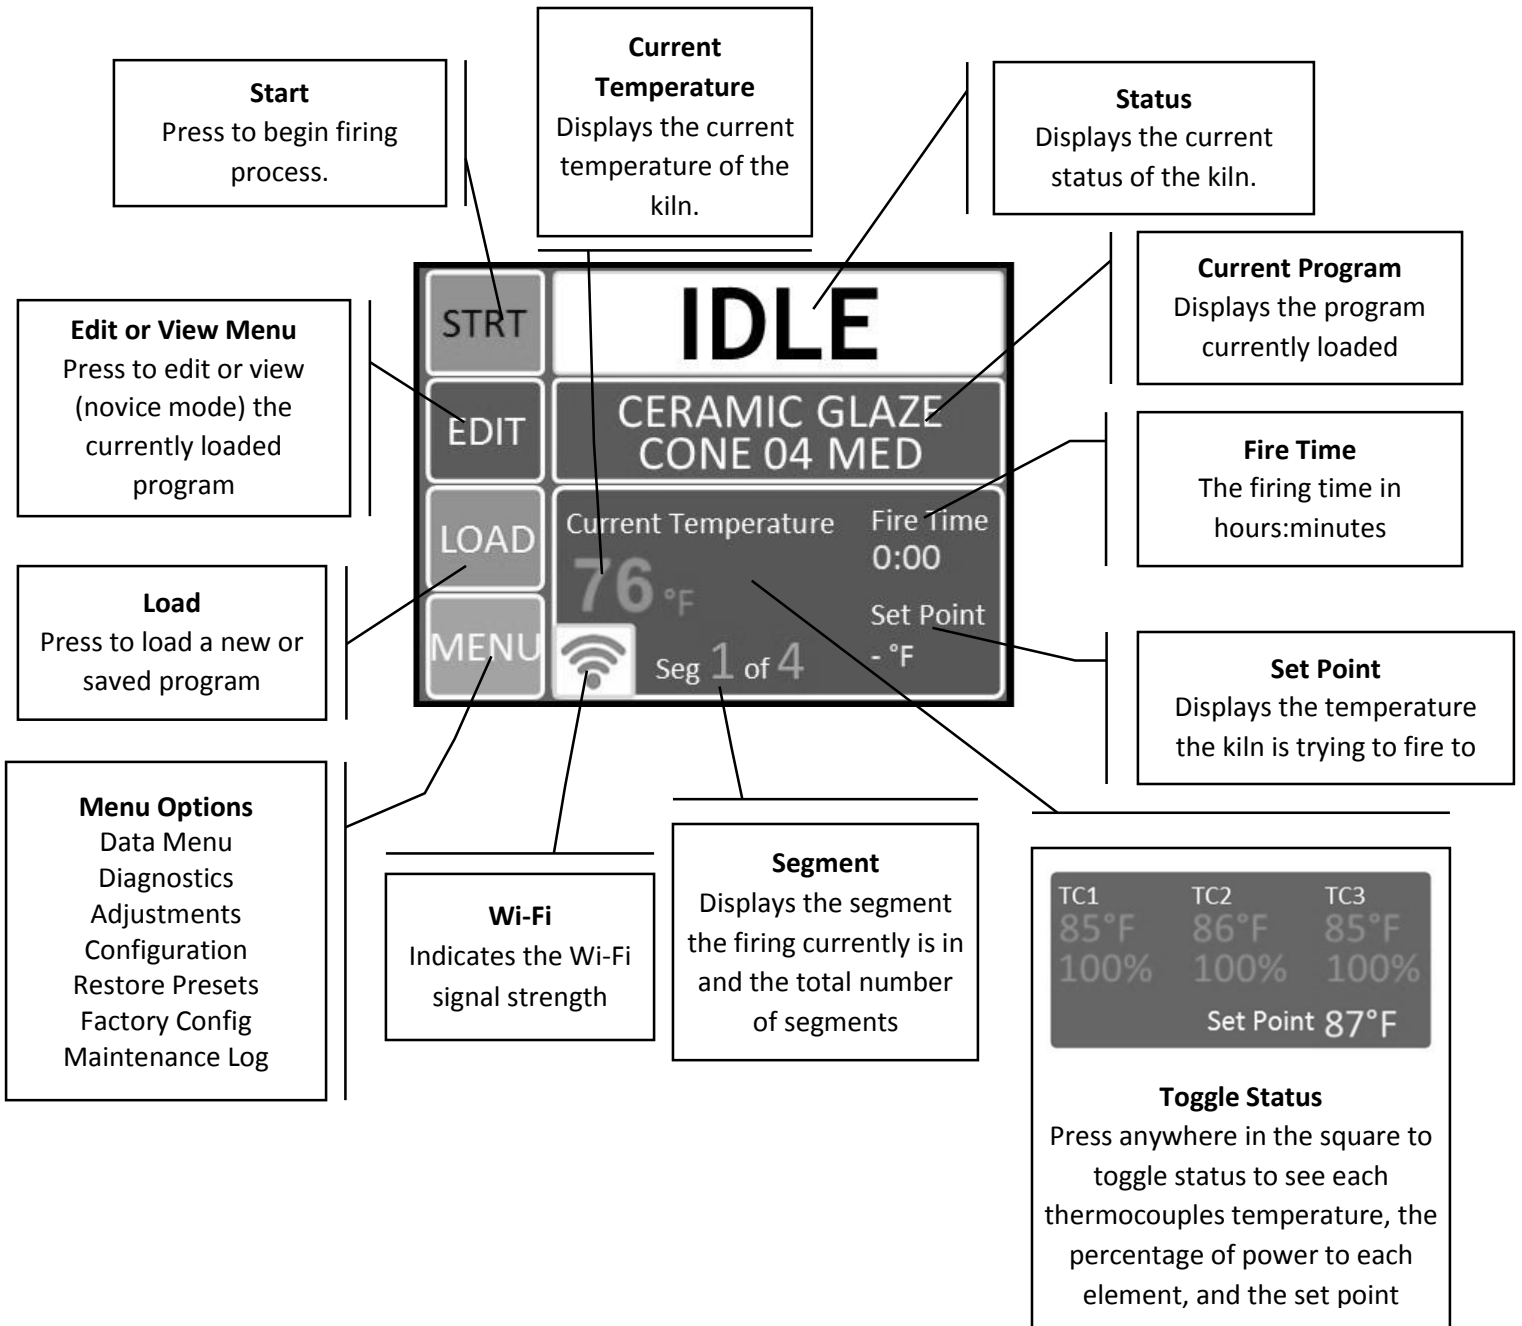 Start
Press to begin firing
process.
Current
Temperature
Displays the current
temperature of the
kiln.
Status
Displays the current
status of the kiln.
Edit or View Menu
Press to edit or view
(novice mode) the
currently loaded
program
Current Program
Displays the program
currently loaded
Fire Time
The firing time in
hours:minutes
Load
Press to load a new or
saved program
Set Point
Displays the temperature
the kiln is trying to fire to
STRT
IDLE
EDIT
CERAMIC GLAZE
CONE 04 MED
LOAD
Current Temperature
Fire Time
0:00
76 °F
Set Point
- °F
MENU
Seg 1 of 4
Menu Options
Data Menu
Diagnostics
Adjustments
Configuration
Restore Presets
Factory Config
Maintenance Log
Wi-Fi
Indicates the Wi-Fi
signal strength
Segment
Displays the segment
the firing currently is in
and the total number
of segments
TC1 TC2 TC3
85°F 86°F 85°F
100% 100% 100%
Set Point 87°F
Toggle Status
Press anywhere in the square to
toggle status to see each
thermocouples temperature, the
percentage of power to each
element, and the set point